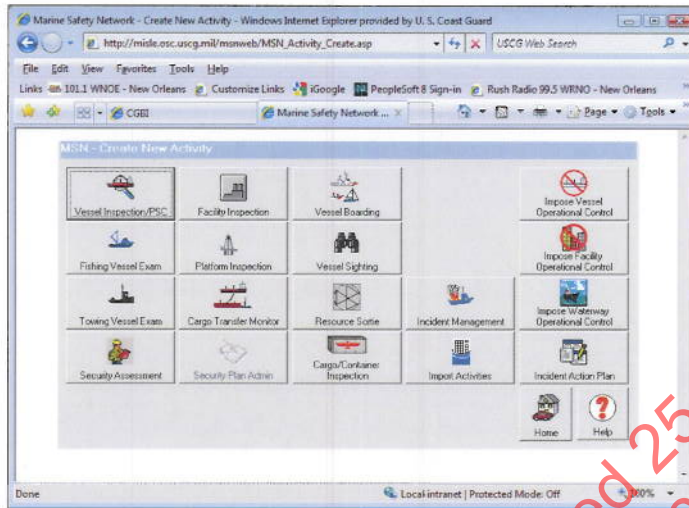 Marine Safety Network - Create New Activity - Windows Internet Explorer provided by U. S. Coast Guard
http://misle.osc.uscg.mil/msnweb/MSN_Activity_Create.asp
USCG Web Search
File Edit View Favorites Tools Help
Links 101.1 WNOE - New Orleans Customize Links iGoogle PeopleSoft 8 Sign-in Rush Radio 99.5 WRNO - New Orleans
CGBI Marine Safety Network ... Page Tools
MSN - Create New Activity
Vessel Inspection/PSC Facility Inspection Vessel Boarding Impose Vessel Operational Control
Fishing Vessel Exam Platform Inspection Vessel Sighting Impose Facility Operational Control
Towing Vessel Exam Cargo Transfer Monitor Resource Sortie Incident Management Impose Waterway Operational Control
Security Assessment Security Plan Admin Cargo/Container Inspection Import Activities Incident Action Plan
Home Help
ed 25
Done Local intranet | Protected Mode: Off 100%